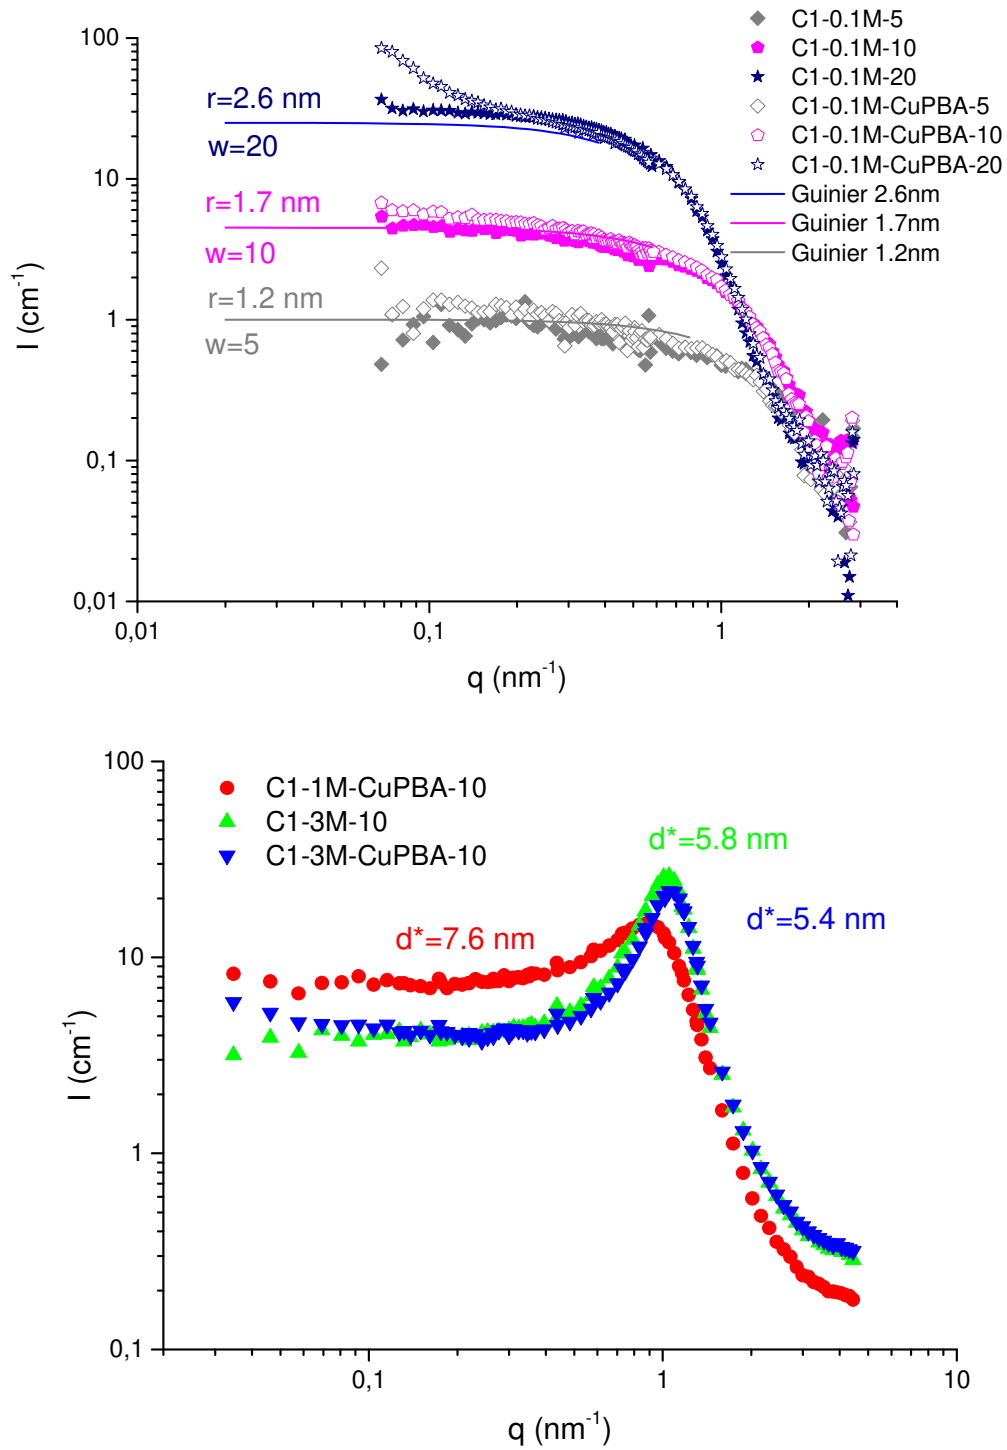 100
10
1
0,1
0,01
0,01
0,1
1
I (cm⁻¹)
q (nm⁻¹)
r=2.6 nm
w=20
r=1.7 nm
w=10
r=1.2 nm
w=5
C1-0.1M-5
C1-0.1M-10
C1-0.1M-20
C1-0.1M-CuPBA-5
C1-0.1M-CuPBA-10
C1-0.1M-CuPBA-20
Guinier 2.6nm
Guinier 1.7nm
Guinier 1.2nm
100
10
1
0,1
0,1
1
10
I (cm⁻¹)
q (nm⁻¹)
C1-1M-CuPBA-10
C1-3M-10
C1-3M-CuPBA-10
d*=5.8 nm
d*=5.4 nm
d*=7.6 nm